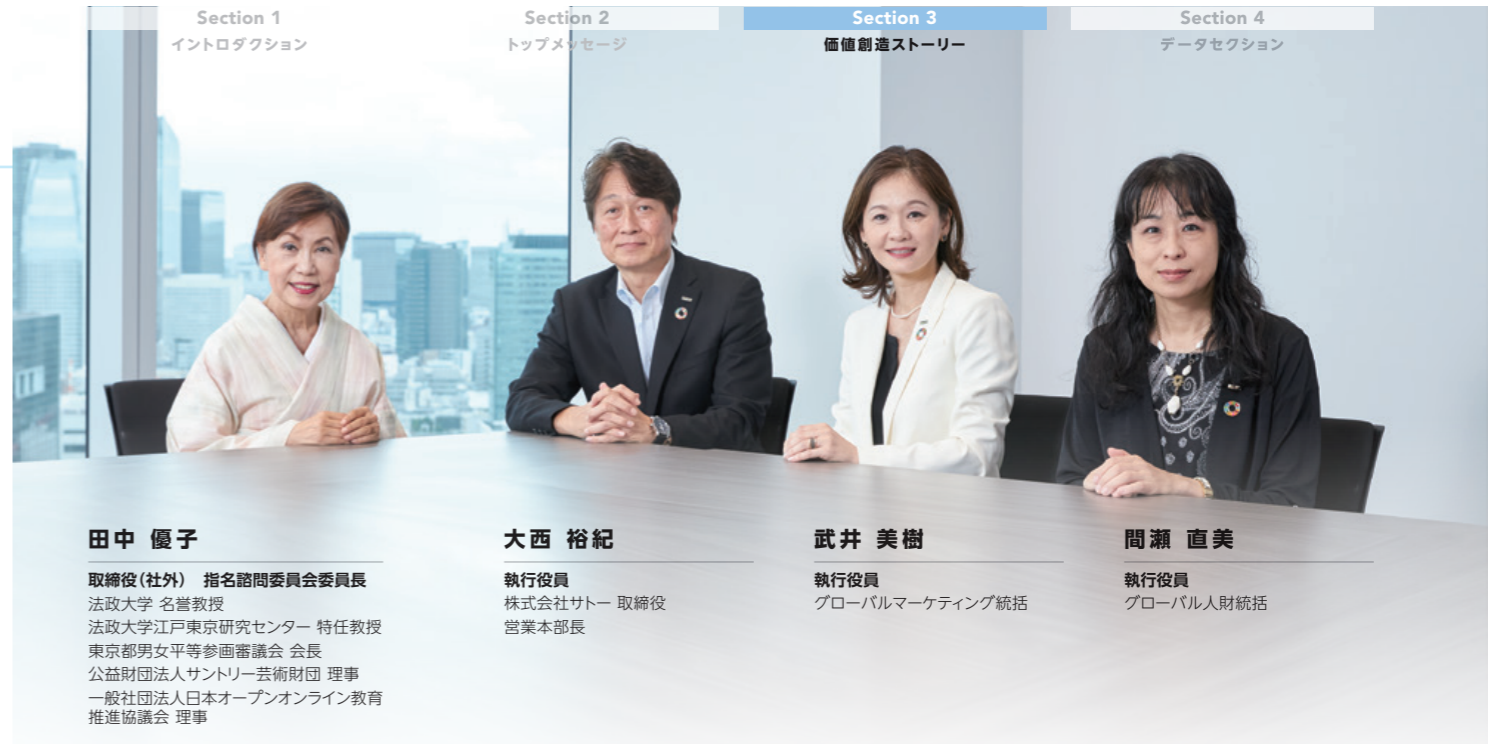 Section 1
イントロダクション
Section 2
トップメッセージ
Section 3
価値創造ストーリー
Section 4
データセクション
田中 優子
取締役(社外) 指名諮問委員会委員長
法政大学 名誉教授
法政大学江戸東京研究センター 特任教授
東京都男女平等参画審議会 会長
公益財団法人サントリー芸術財団 理事
一般社団法人日本オープンオンライン教育
推進協議会 理事
大西 裕紀
執行役員
株式会社サトー 取締役
営業本部長
武井 美樹
執行役員
グローバルマーケティング統括
間瀬 直美
執行役員
グローバル人財統括